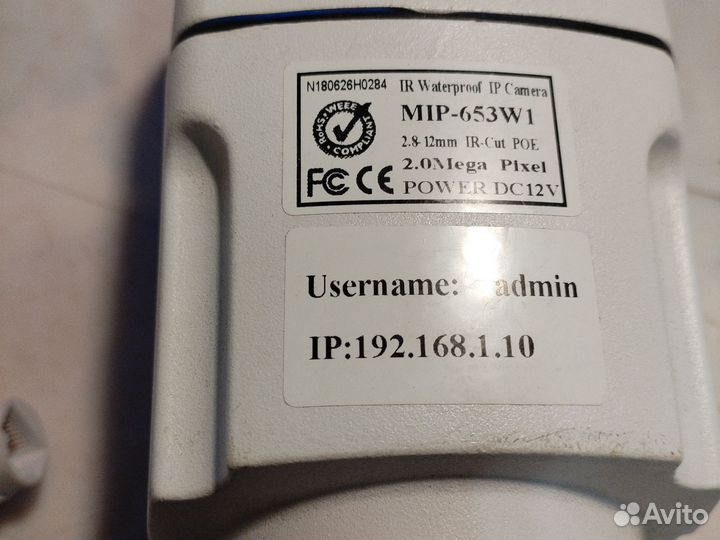 N180626H0284
IR Waterproof IP Camera
WEEE
RoHS
COMPLIANT
MIP-653W1
2.8-12mm IR-Cut POE
2.0Mega Pixel
FC CE
POWER DC12V
Username: admin
IP:192.168.1.10
Avito